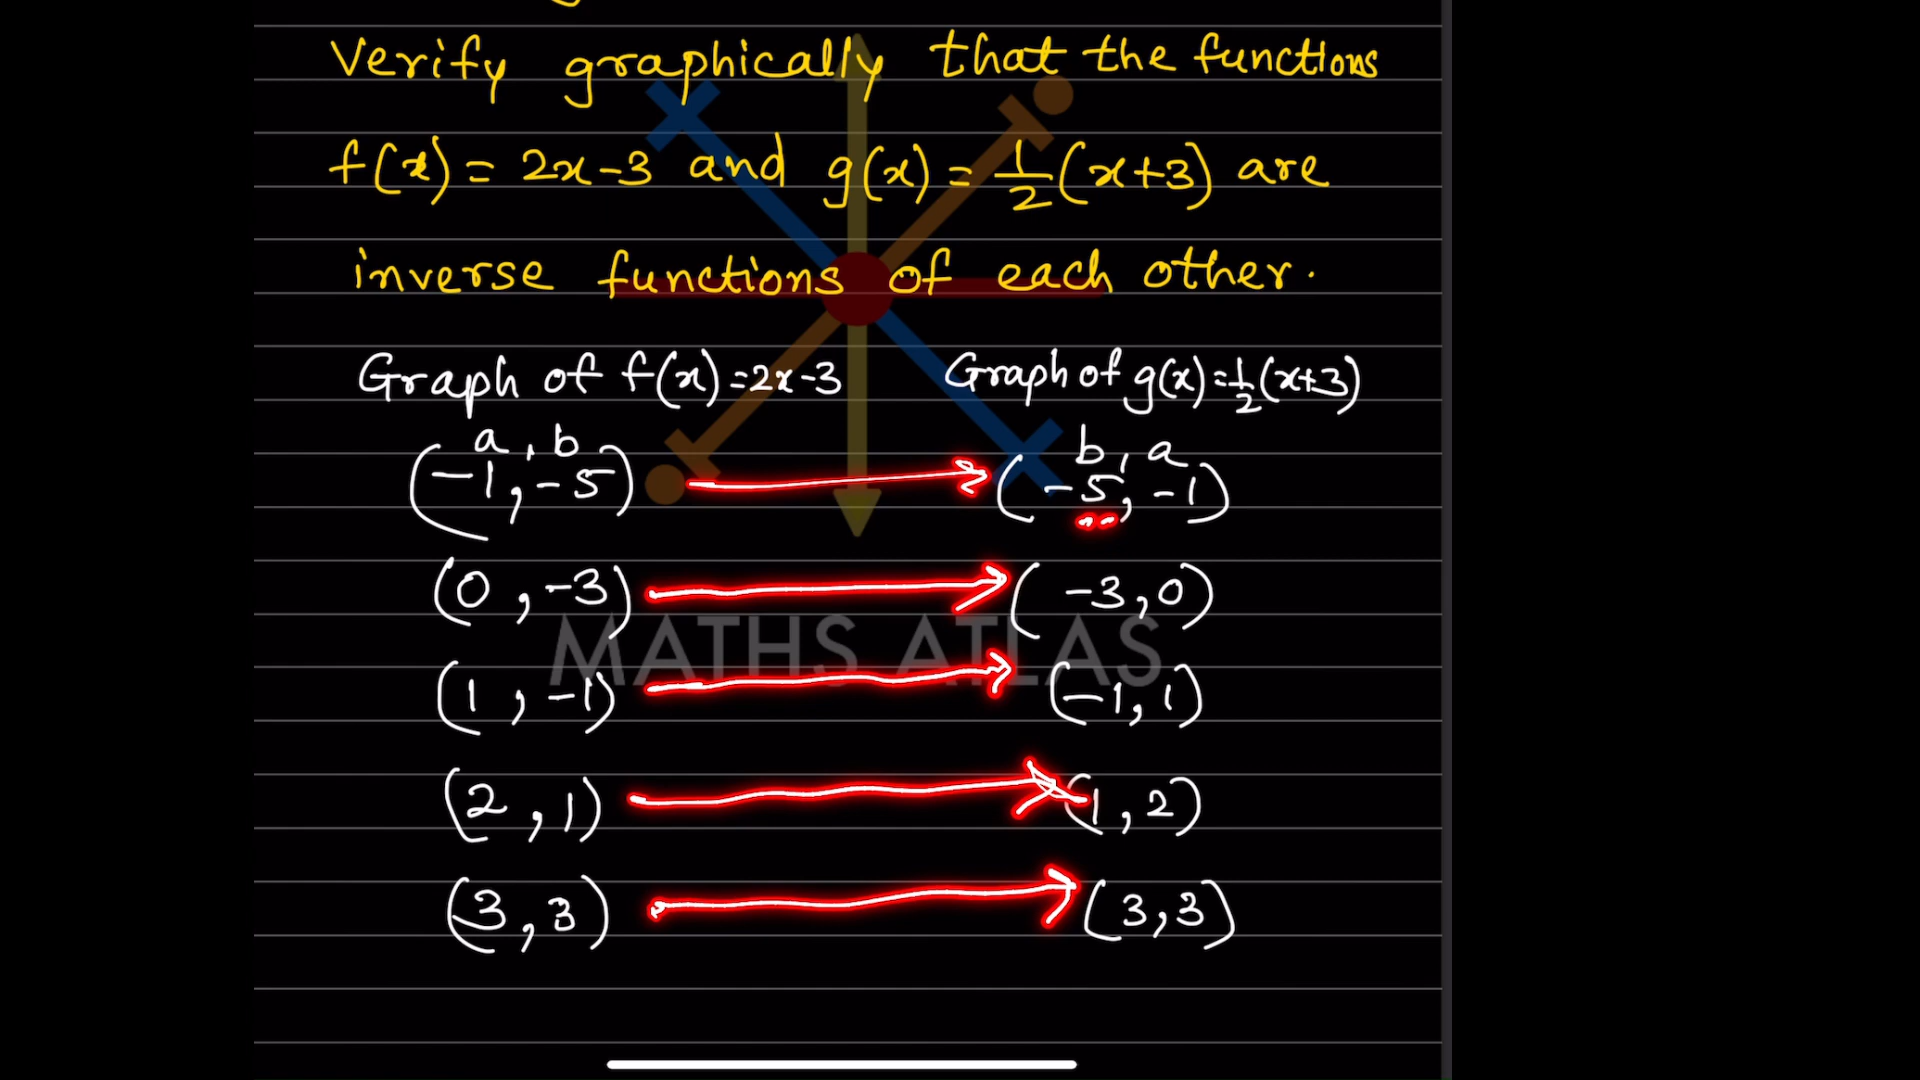 Verify graphically that the functions
f(x) = 2x-3 and g(x) = 1/2 (x+3) are
inverse functions of each other.
Graph of f(x)=2x-3 Graph of g(x)=1/2(x+3)
a, b b, a
(-1, -5) (-5, -1)
(0, -3) (-3, 0)
MATHS ATLAS
(1, -1) (-1, 1)
(2, 1) (1, 2)
(3, 3) (3, 3)